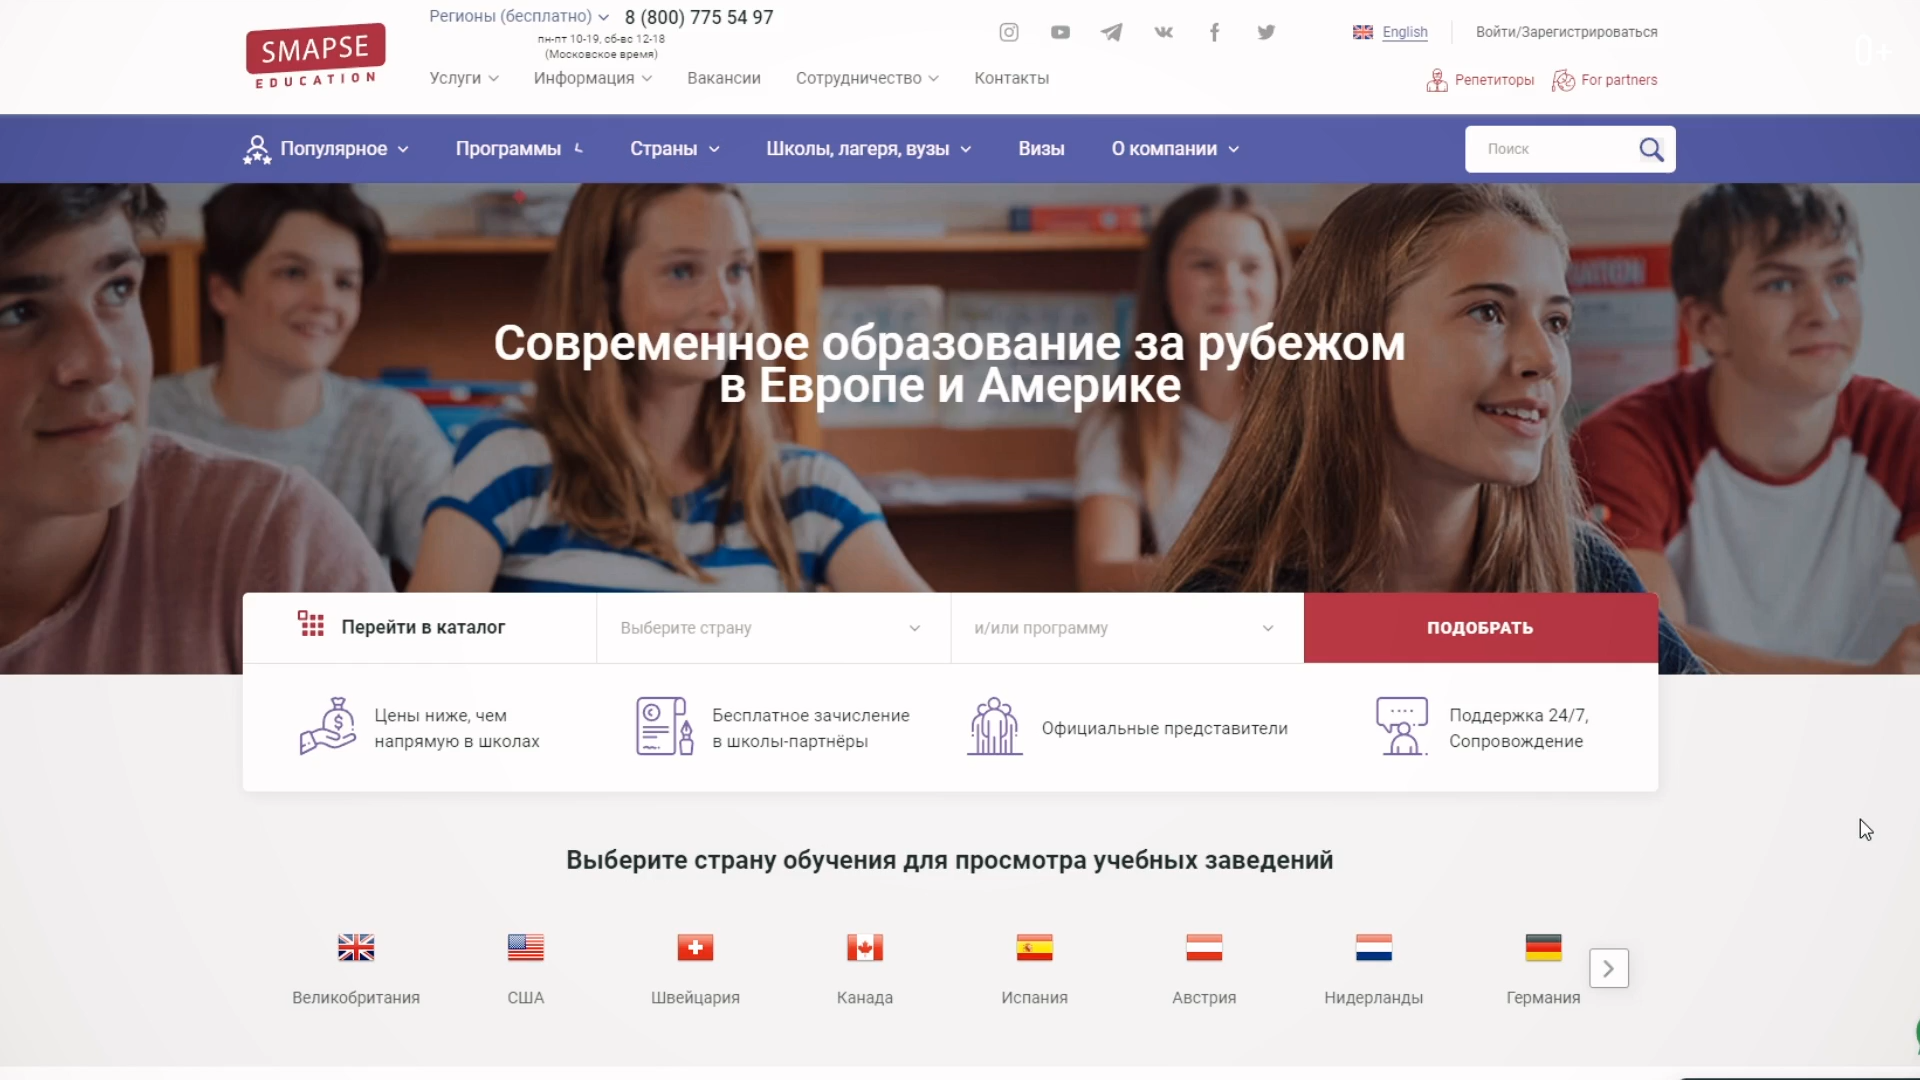 SMAPSE
EDUCATION
Регионы (бесплатно)
8 (800) 775 54 97
пн-пт 10-19, сб-вс 12-18
(Московское время)
English
Войти/Зарегистрироваться
0+
Услуги
Информация
Вакансии
Сотрудничество
Контакты
Репетиторы
For partners
Популярное
Программы
Страны
Школы, лагеря, вузы
Визы
О компании
Поиск
Современное образование за рубежом
в Европе и Америке
Перейти в каталог
Выберите страну
и/или программу
ПОДОБРАТЬ
Цены ниже, чем
напрямую в школах
Бесплатное зачисление
в школы-партнёры
Официальные представители
Поддержка 24/7,
Сопровождение
Выберите страну обучения для просмотра учебных заведений
Великобритания
США
Швейцария
Канада
Испания
Австрия
Нидерланды
Германия